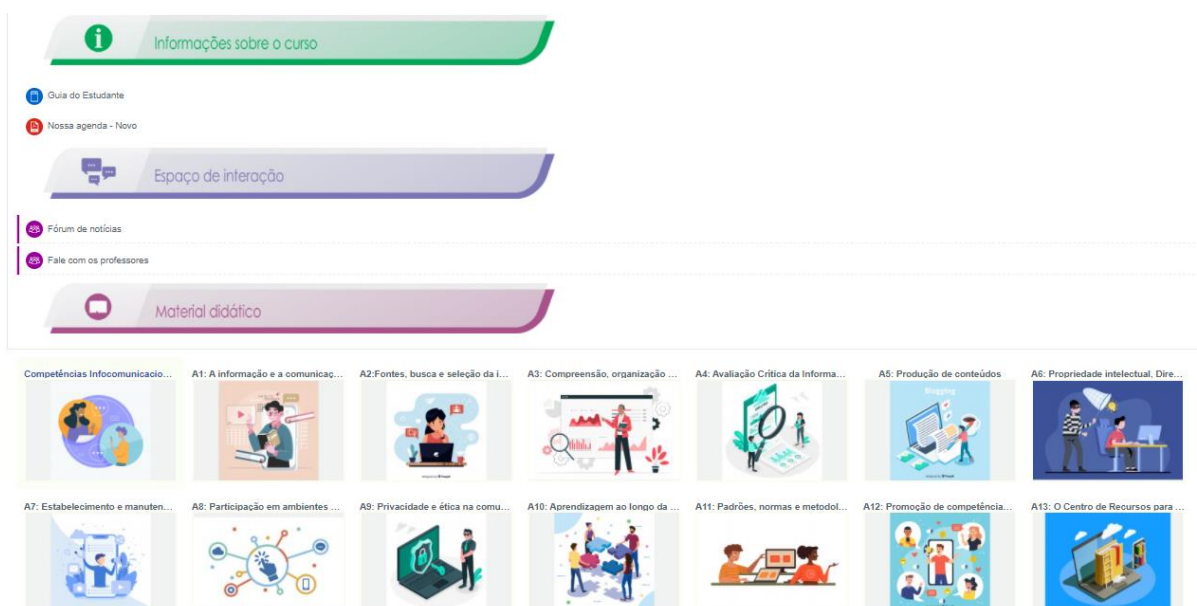 Informações sobre o curso
Guia do Estudante
Nossa agenda - Novo
Espaço de interação
Fórum de notícias
Fale com os professores
Material didático
Competências Infocomunicacio...
A1: A informação e a comunicaç...
A2:Fontes, busca e seleção da i...
A3: Compreensão, organização ...
A4: Avaliação Crítica da Informa...
A5: Produção de conteúdos
A6: Propriedade intelectual, Dire...
Blogging
A7: Estabelecimento e manuten...
A8: Participação em ambientes ...
A9: Privacidade e ética na comu...
A10: Aprendizagem ao longo da ...
A11: Padrões, normas e metodol...
A12: Promoção de competência...
A13: O Centro de Recursos para ...